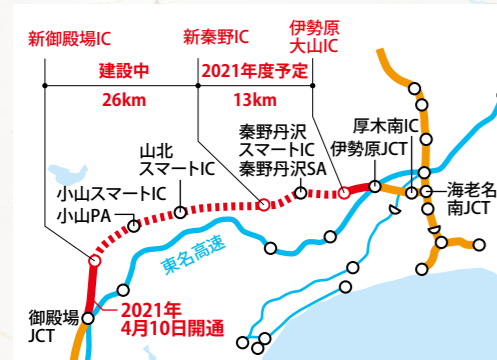 新御殿場IC
新秦野IC
伊勢原
大山IC
建設中
2021年度予定
26km
13km
秦野丹沢
スマートIC
秦野丹沢SA
厚木南IC
伊勢原JCT
山北
スマートIC
小山スマートIC
小山PA
海老名
南JCT
東名高速
2021年
4月10日開通
御殿場
JCT